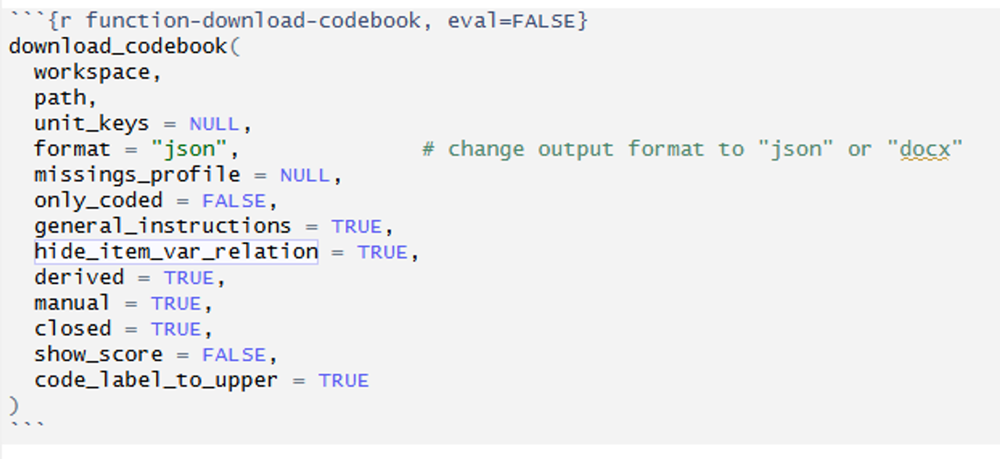 ```{r function-download-codebook, eval=FALSE}
download_codebook(
  workspace,
  path,
  unit_keys = NULL,
  format = "json",              # change output format to "json" or "docx"
  missings_profile = NULL,
  only_coded = FALSE,
  general_instructions = TRUE,
  hide_item_var_relation = TRUE,
  derived = TRUE,
  manual = TRUE,
  closed = TRUE,
  show_score = FALSE,
  code_label_to_upper = TRUE
)
```